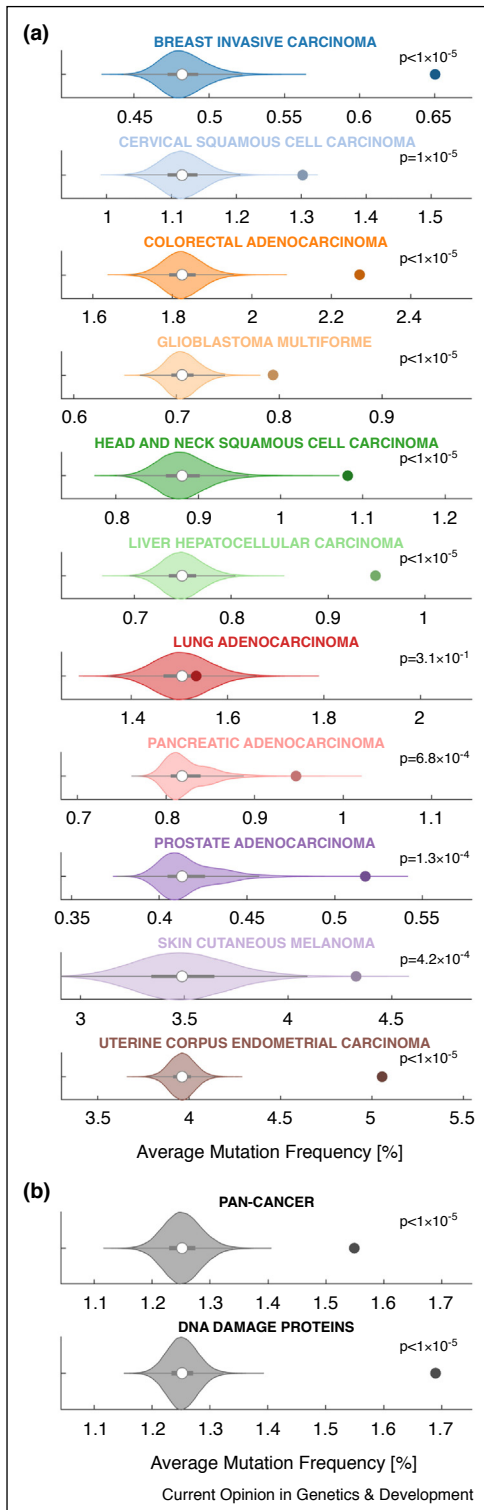 (a)
BREAST INVASIVE CARCINOMA
p<1×10-5
0.45 0.5 0.55 0.6 0.65
CERVICAL SQUAMOUS CELL CARCINOMA
p=1×10-5
1 1.1 1.2 1.3 1.4 1.5
COLORECTAL ADENOCARCINOMA
p<1×10-5
1.6 1.8 2 2.2 2.4
GLIOBLASTOMA MULTIFORME
p<1×10-5
0.6 0.7 0.8 0.9
HEAD AND NECK SQUAMOUS CELL CARCINOMA
p<1×10-5
0.8 0.9 1 1.1 1.2
LIVER HEPATOCELLULAR CARCINOMA
p<1×10-5
0.7 0.8 0.9 1
LUNG ADENOCARCINOMA
p=3.1×10-1
1.4 1.6 1.8 2
PANCREATIC ADENOCARCINOMA
p=6.8×10-4
0.7 0.8 0.9 1 1.1
PROSTATE ADENOCARCINOMA
p=1.3×10-4
0.35 0.4 0.45 0.5 0.55
SKIN CUTANEOUS MELANOMA
p=4.2×10-4
3 3.5 4 4.5
UTERINE CORPUS ENDOMETRIAL CARCINOMA
p<1×10-5
3.5 4 4.5 5 5.5
Average Mutation Frequency [%]
(b)
PAN-CANCER
p<1×10-5
1.1 1.2 1.3 1.4 1.5 1.6 1.7
DNA DAMAGE PROTEINS
p<1×10-5
1.1 1.2 1.3 1.4 1.5 1.6 1.7
Average Mutation Frequency [%]
Current Opinion in Genetics & Development